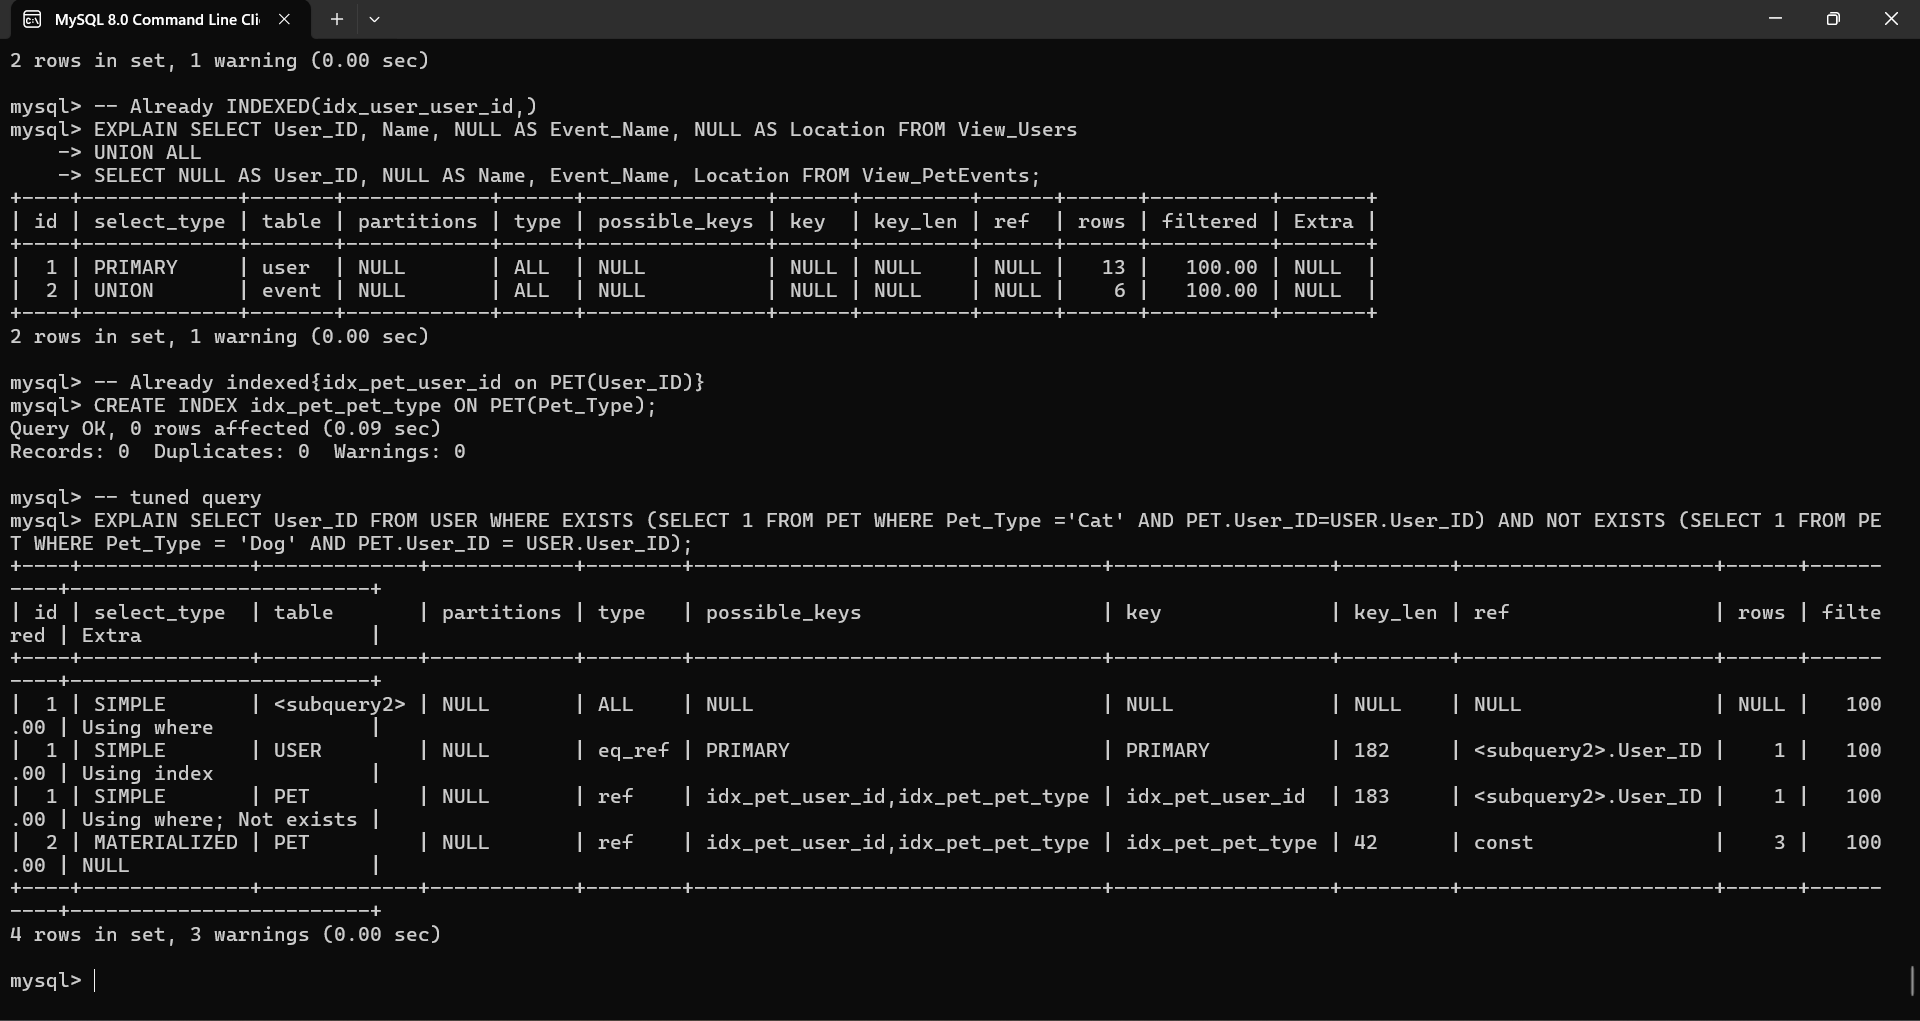 MySQL 8.0 Command Line Cli
2 rows in set, 1 warning (0.00 sec)
mysql> -- Already INDEXED(idx_user_user_id,)
mysql> EXPLAIN SELECT User_ID, Name, NULL AS Event_Name, NULL AS Location FROM View_Users
    -> UNION ALL
    -> SELECT NULL AS User_ID, NULL AS Name, Event_Name, Location FROM View_PetEvents;
+----+-------------+-------+------------+------+---------------+------+---------+------+------+----------+-------+
| id | select_type | table | partitions | type | possible_keys | key  | key_len | ref  | rows | filtered | Extra |
+----+-------------+-------+------------+------+---------------+------+---------+------+------+----------+-------+
|  1 | PRIMARY     | user  | NULL       | ALL  | NULL          | NULL | NULL    | NULL |   13 |   100.00 | NULL  |
|  2 | UNION       | event | NULL       | ALL  | NULL          | NULL | NULL    | NULL |    6 |   100.00 | NULL  |
+----+-------------+-------+------------+------+---------------+------+---------+------+------+----------+-------+
2 rows in set, 1 warning (0.00 sec)
mysql> -- Already indexed{idx_pet_user_id on PET(User_ID)}
mysql> CREATE INDEX idx_pet_pet_type ON PET(Pet_Type);
Query OK, 0 rows affected (0.09 sec)
Records: 0  Duplicates: 0  Warnings: 0
mysql> -- tuned query
mysql> EXPLAIN SELECT User_ID FROM USER WHERE EXISTS (SELECT 1 FROM PET WHERE Pet_Type ='Cat' AND PET.User_ID=USER.User_ID) AND NOT EXISTS (SELECT 1 FROM PE
T WHERE Pet_Type = 'Dog' AND PET.User_ID = USER.User_ID);
+----+--------------+-------------+------------+--------+----------------------------------+------------------+---------+---------------------+------+------
----+-------------------------+
| id | select_type  | table       | partitions | type   | possible_keys                    | key              | key_len | ref                 | rows | filte
red | Extra                   |
+----+--------------+-------------+------------+--------+----------------------------------+------------------+---------+---------------------+------+------
----+-------------------------+
|  1 | SIMPLE       | <subquery2> | NULL       | ALL    | NULL                             | NULL             | NULL    | NULL                | NULL |   100
.00 | Using where             |
|  1 | SIMPLE       | USER        | NULL       | eq_ref | PRIMARY                          | PRIMARY          | 182     | <subquery2>.User_ID |    1 |   100
.00 | Using index             |
|  1 | SIMPLE       | PET         | NULL       | ref    | idx_pet_user_id,idx_pet_pet_type | idx_pet_user_id  | 183     | <subquery2>.User_ID |    1 |   100
.00 | Using where; Not exists |
|  2 | MATERIALIZED | PET         | NULL       | ref    | idx_pet_user_id,idx_pet_pet_type | idx_pet_pet_type | 42      | const               |    3 |   100
.00 | NULL                    |
+----+--------------+-------------+------------+--------+----------------------------------+------------------+---------+---------------------+------+------
----+-------------------------+
4 rows in set, 3 warnings (0.00 sec)
mysql>